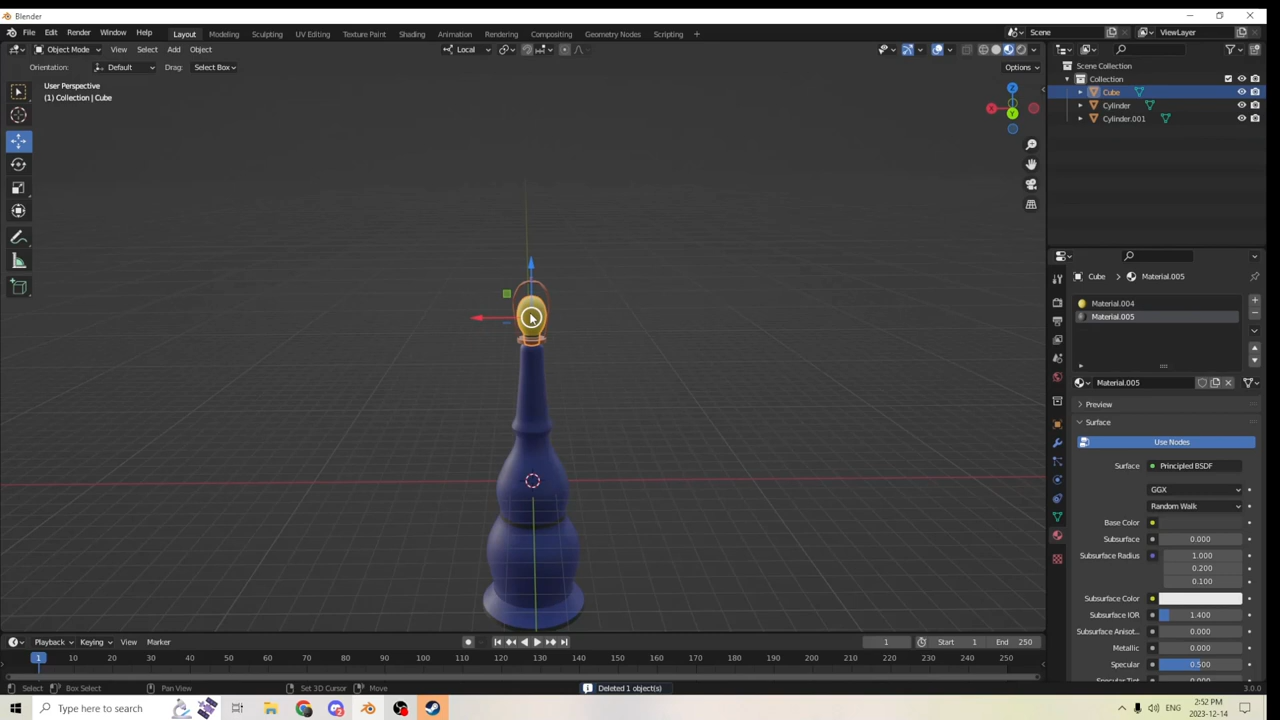 Blender
File Edit Render Window Help Layout Modeling Sculpting UV Editing Texture Paint Shading Animation Rendering Compositing Geometry Nodes Scripting + Scene ViewLayer
Object Mode View Select Add Object Local
Orientation: Default Drag: Select Box Options
User Perspective
(1) Collection | Cube
Z
X
Y
Scene Collection
Collection
Cube
Cylinder
Cylinder.001
Cube > Material.005
Material.004
Material.005
Material.005
Preview
Surface
Use Nodes
Surface Principled BSDF
GGX
Random Walk
Base Color
Subsurface 0.000
Subsurface Radius 1.000
0.200
0.100
Subsurface Color
Subsurface IOR 1.400
Subsurface Anisot... 0.000
Metallic 0.000
Specular 0.500
Playback Keying View Marker 1 Start 1 End 250
1 10 20 30 40 50 60 70 80 90 100 110 120 130 140 150 160 170 180 190 200 210 220 230 240 250
Select Box Select Pan View Set 3D Cursor Move Deleted 1 object(s) 3.0.0
Type here to search ENG 2:52 PM
2023-12-14